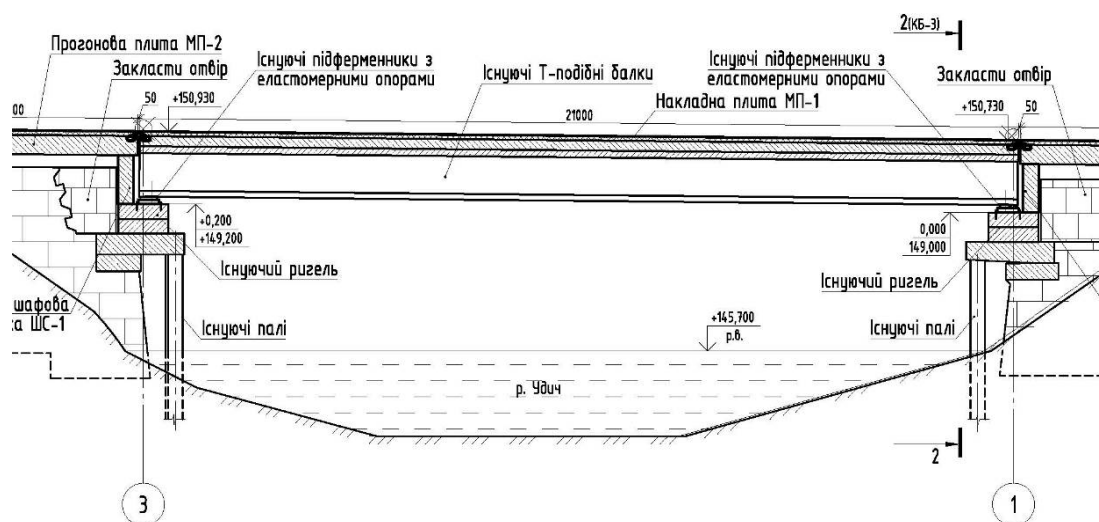 2(КБ-3)
Прогонова плита МП-2
Закласти отвір
Існуючі підферменники з
еластомерними опорами
Існуючі Т-подібні балки
Накладна плита МП-1
Існуючі підферменники з
еластомерними опорами
Закласти отвір
00
50
+150,930
21000
+150,730
50
+0,200
+149,200
0,000
149,000
Існуючий ригель
Існуючий ригель
шафова
ка ШС-1
Існуючі палі
+145,700
р.в.
Існуючі палі
р. Удич
2
3
1